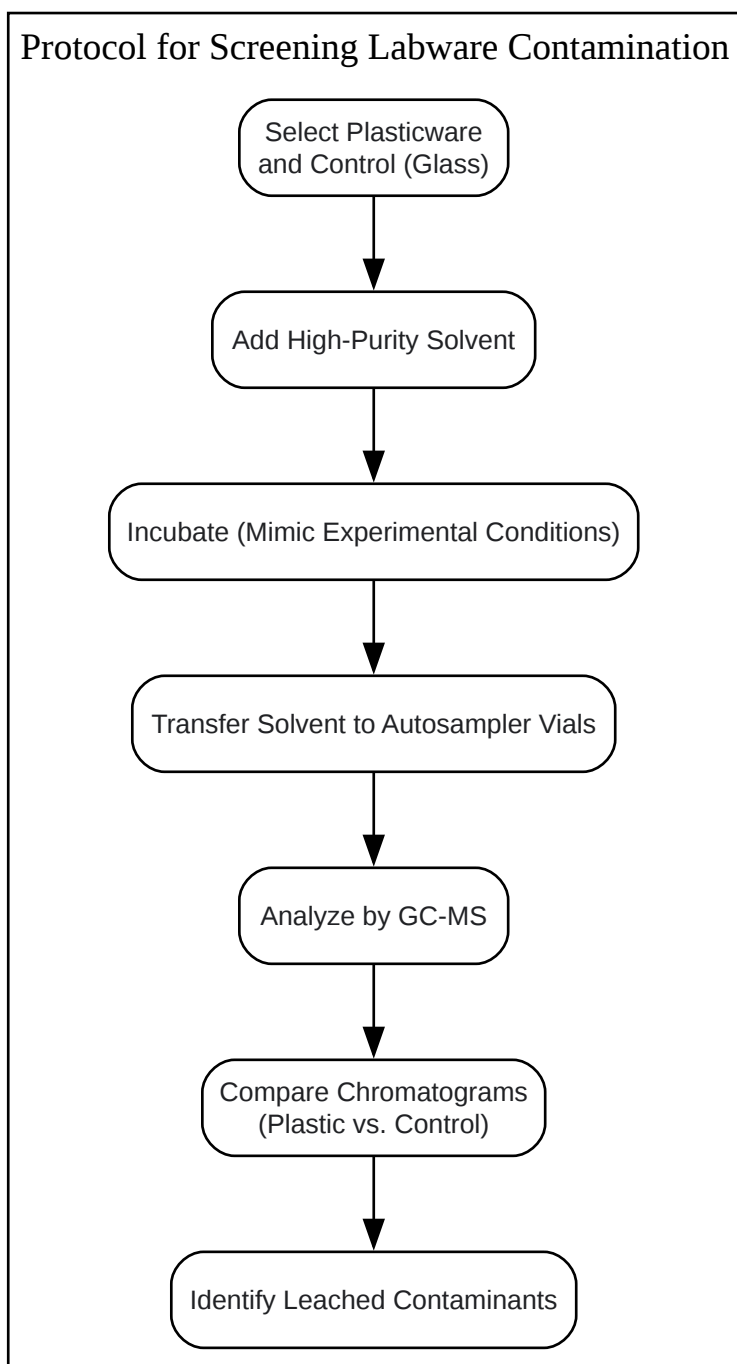 Protocol for Screening Labware Contamination
Select Plasticware
and Control (Glass)
Add High-Purity Solvent
Incubate (Mimic Experimental Conditions)
Transfer Solvent to Autosampler Vials
Analyze by GC-MS
Compare Chromatograms
(Plastic vs. Control)
Identify Leached Contaminants